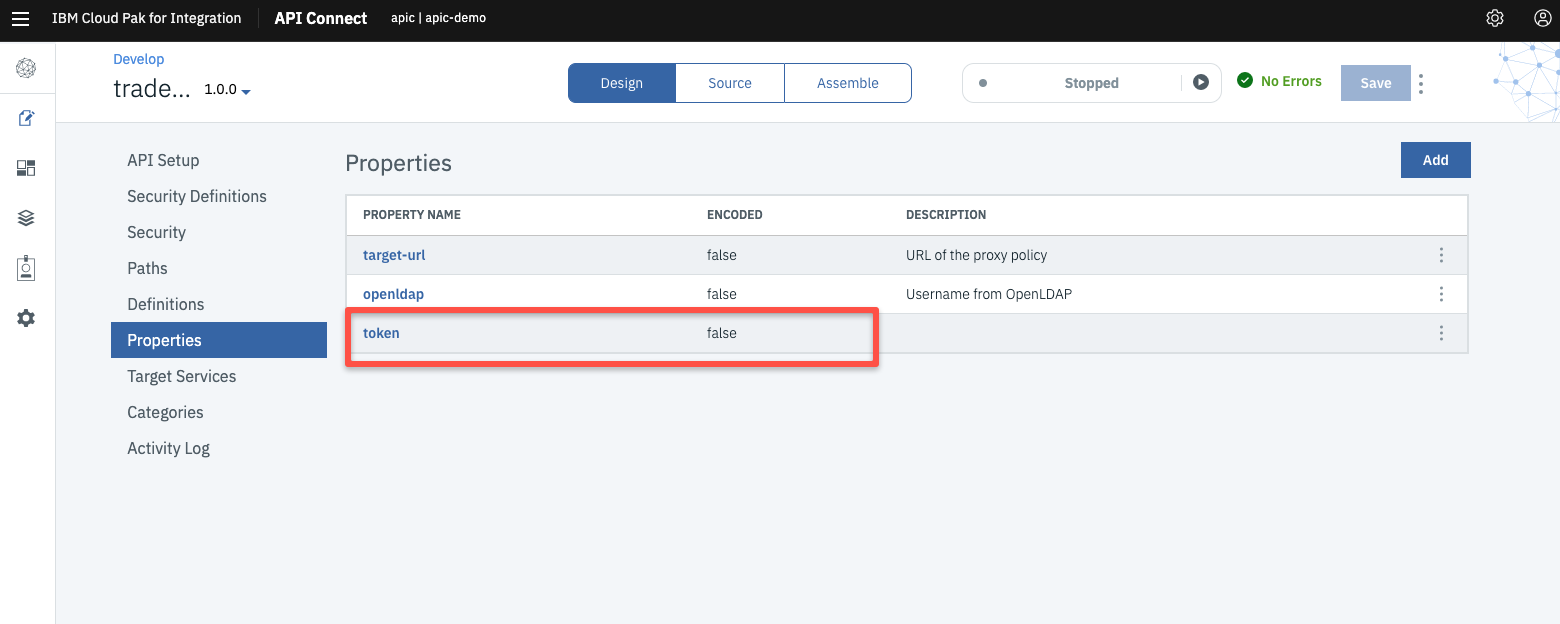 IBM Cloud Pak for Integration API Connect apic | apic-demo
Develop
trade... 1.0.0
Design Source Assemble
Stopped
No Errors
Save
API Setup
Security Definitions
Security
Paths
Definitions
Properties
Target Services
Categories
Activity Log
Properties
Add
PROPERTY NAME ENCODED DESCRIPTION
target-url false URL of the proxy policy
openldap false Username from OpenLDAP
token false